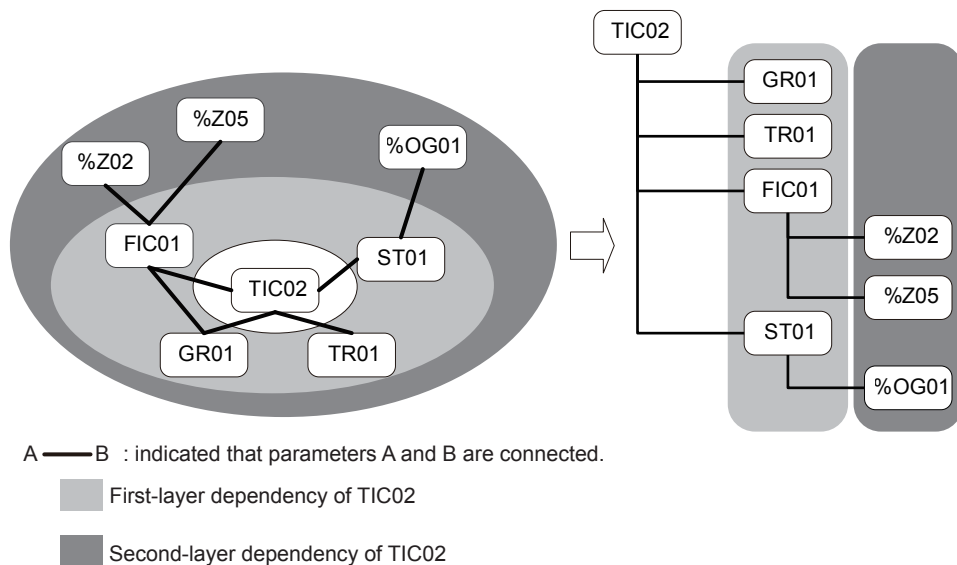 %Z05
%Z02
%OG01
FIC01
ST01
TIC02
GR01
TR01
TIC02
GR01
TR01
FIC01
%Z02
%Z05
ST01
%OG01
A B : indicated that parameters A and B are connected.
First-layer dependency of TIC02
Second-layer dependency of TIC02